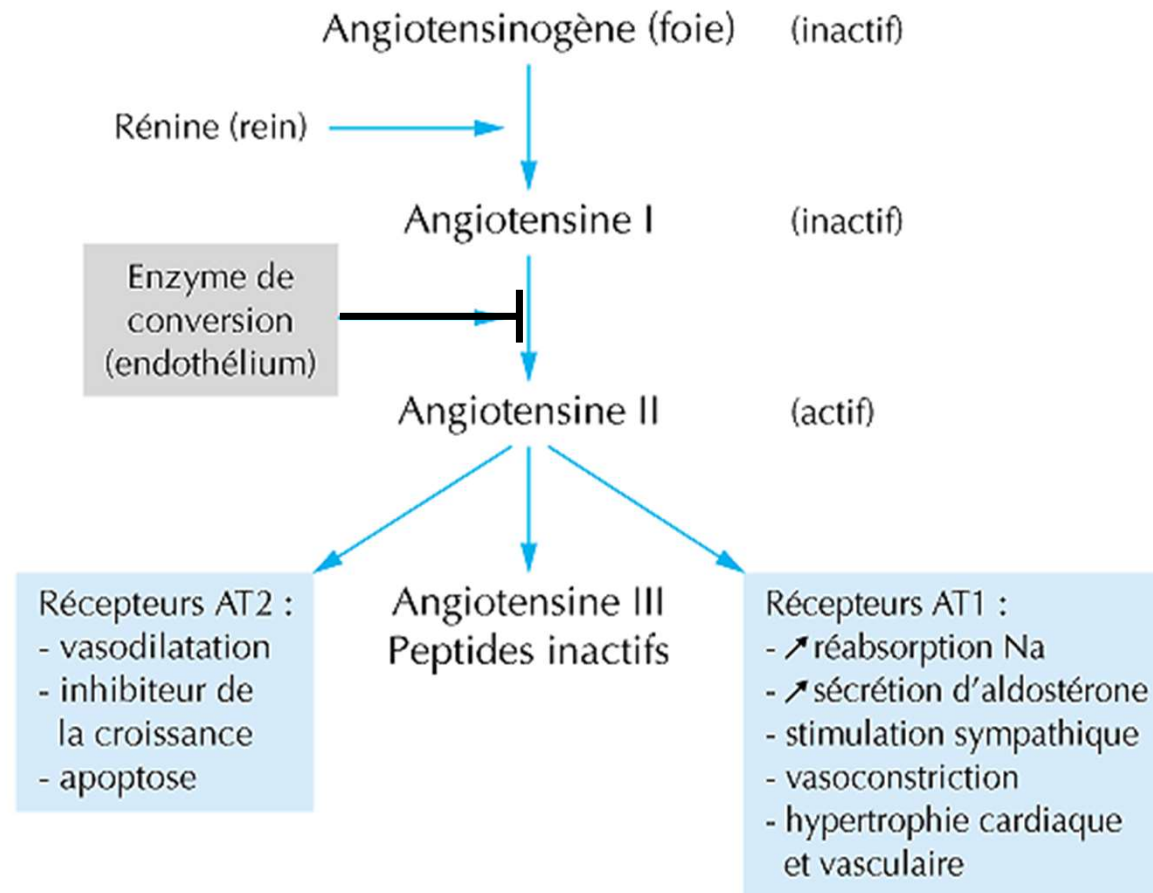 Angiotensinogène (foie) (inactif)
Rénine (rein)
Angiotensine I (inactif)
Enzyme de
conversion
(endothélium)
Angiotensine II (actif)
Récepteurs AT2 :
- vasodilatation
- inhibiteur de
la croissance
- apoptose
Angiotensine III
Peptides inactifs
Récepteurs AT1 :
- ↗ réabsorption Na
- ↗ sécrétion d'aldostérone
- stimulation sympathique
- vasoconstriction
- hypertrophie cardiaque
et vasculaire